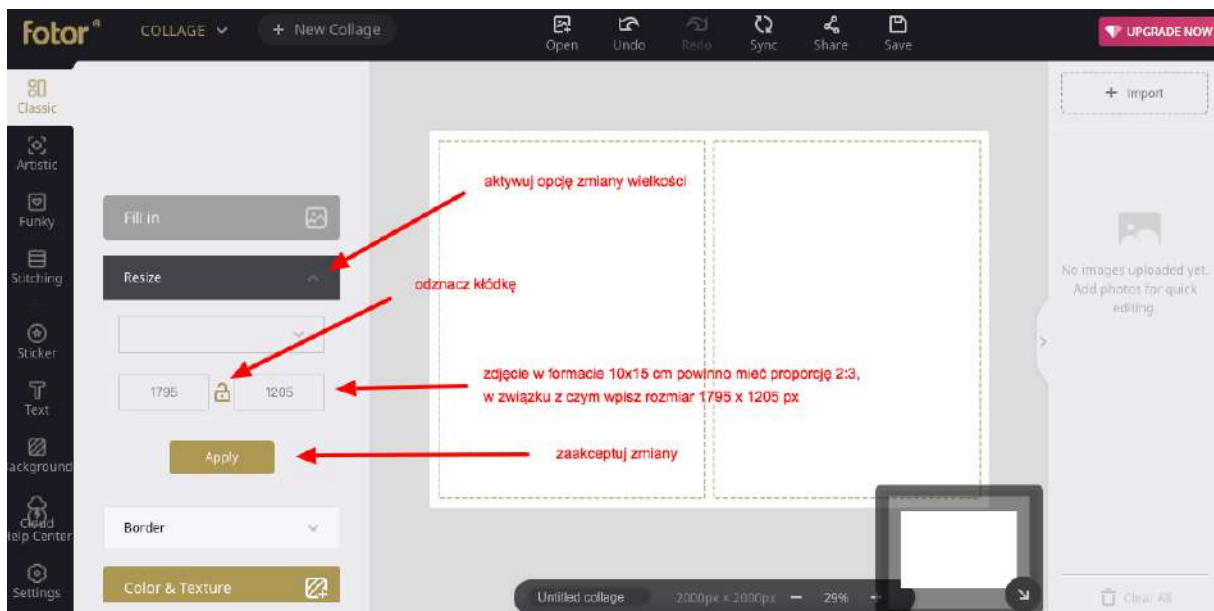 fotor®
COLLAGE
+ New Collage
Open
Undo
Redo
Sync
Share
Save
UPGRADE NOW
Classic
Artistic
Funky
Stitching
Sticker
Text
ackground
Cloud
Help Center
Settings
Fill in
Resize
1795
1205
Apply
Border
Color & Texture
aktywuj opcję zmiany wielkości
odznacz kłódkę
zdjęcie w formacie 10x15 cm powinno mieć proporcję 2:3,
w związku z czym wpisz rozmiar 1795 x 1205 px
zaakceptuj zmiany
Untitled collage
2000px × 2000px
− 29% +
+ Import
No images uploaded yet.
Add photos for quick
editing.
Clear All